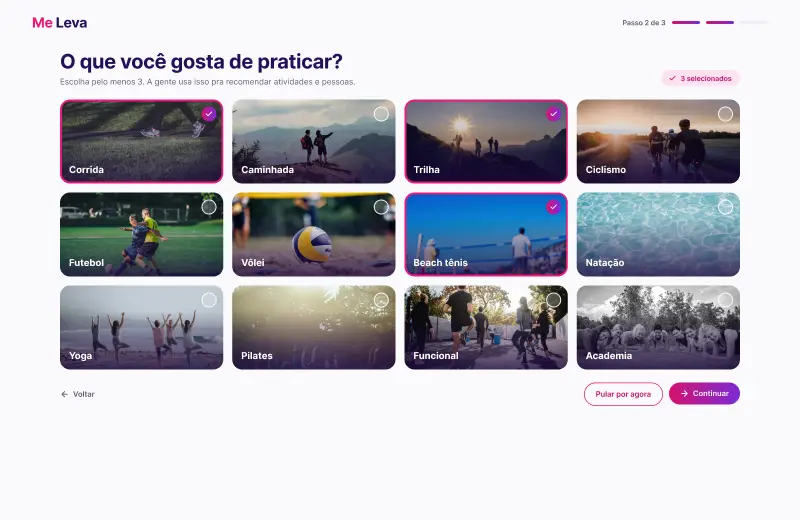 Me Leva
Passo 2 de 3
O que você gosta de praticar?
Escolha pelo menos 3. A gente usa isso pra recomendar atividades e pessoas.
3 selecionados
Corrida
Caminhada
Trilha
Ciclismo
Futebol
Vôlei
Beach tênis
Natação
Yoga
Pilates
Funcional
Academia
Voltar
Pular por agora
Continuar